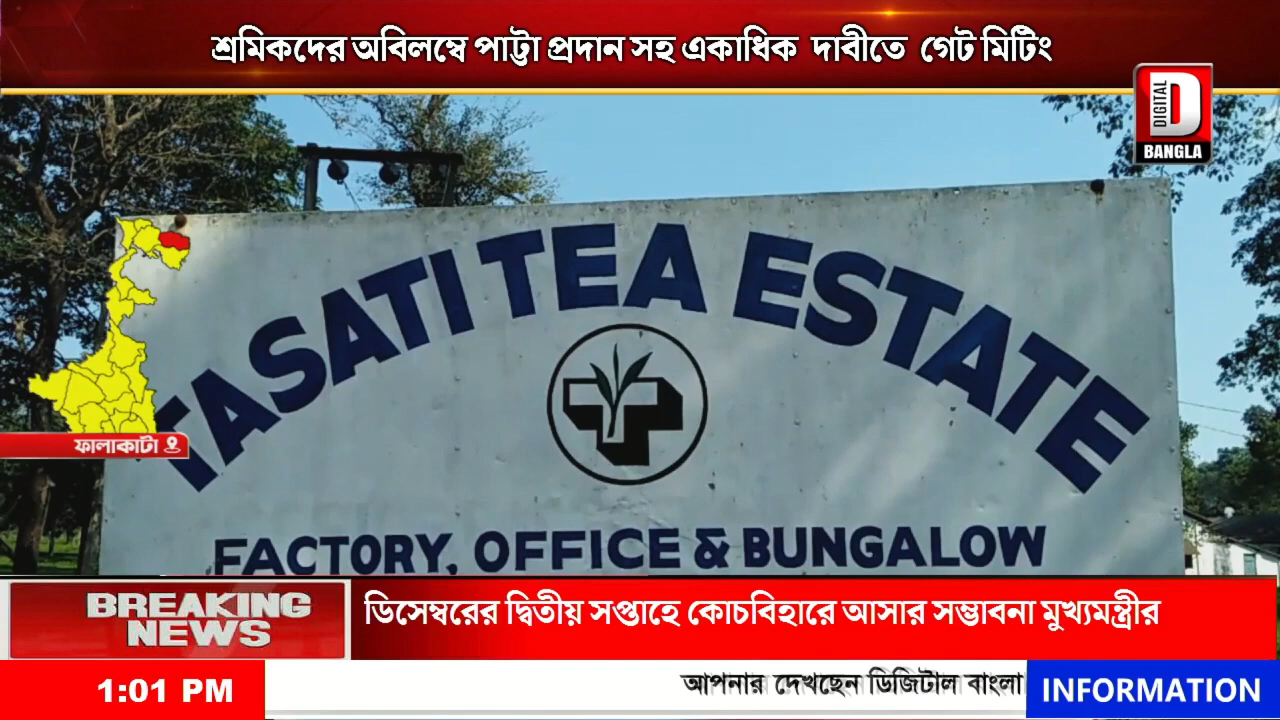 শ্রমিকদের অবিলম্বে পাট্টা প্রদান সহ একাধিক দাবীতে গেট মিটিং
DIGITAL
D
BANGLA
TASATI TEA ESTATE
ফালাকাটা
FACTORY, OFFICE & BUNGALOW
BREAKING
NEWS
ডিসেম্বরের দ্বিতীয় সপ্তাহে কোচবিহারে আসার সম্ভাবনা মুখ্যমন্ত্রীর
1:01 PM
আপনার দেখছেন ডিজিটাল বাংলা
INFORMATION